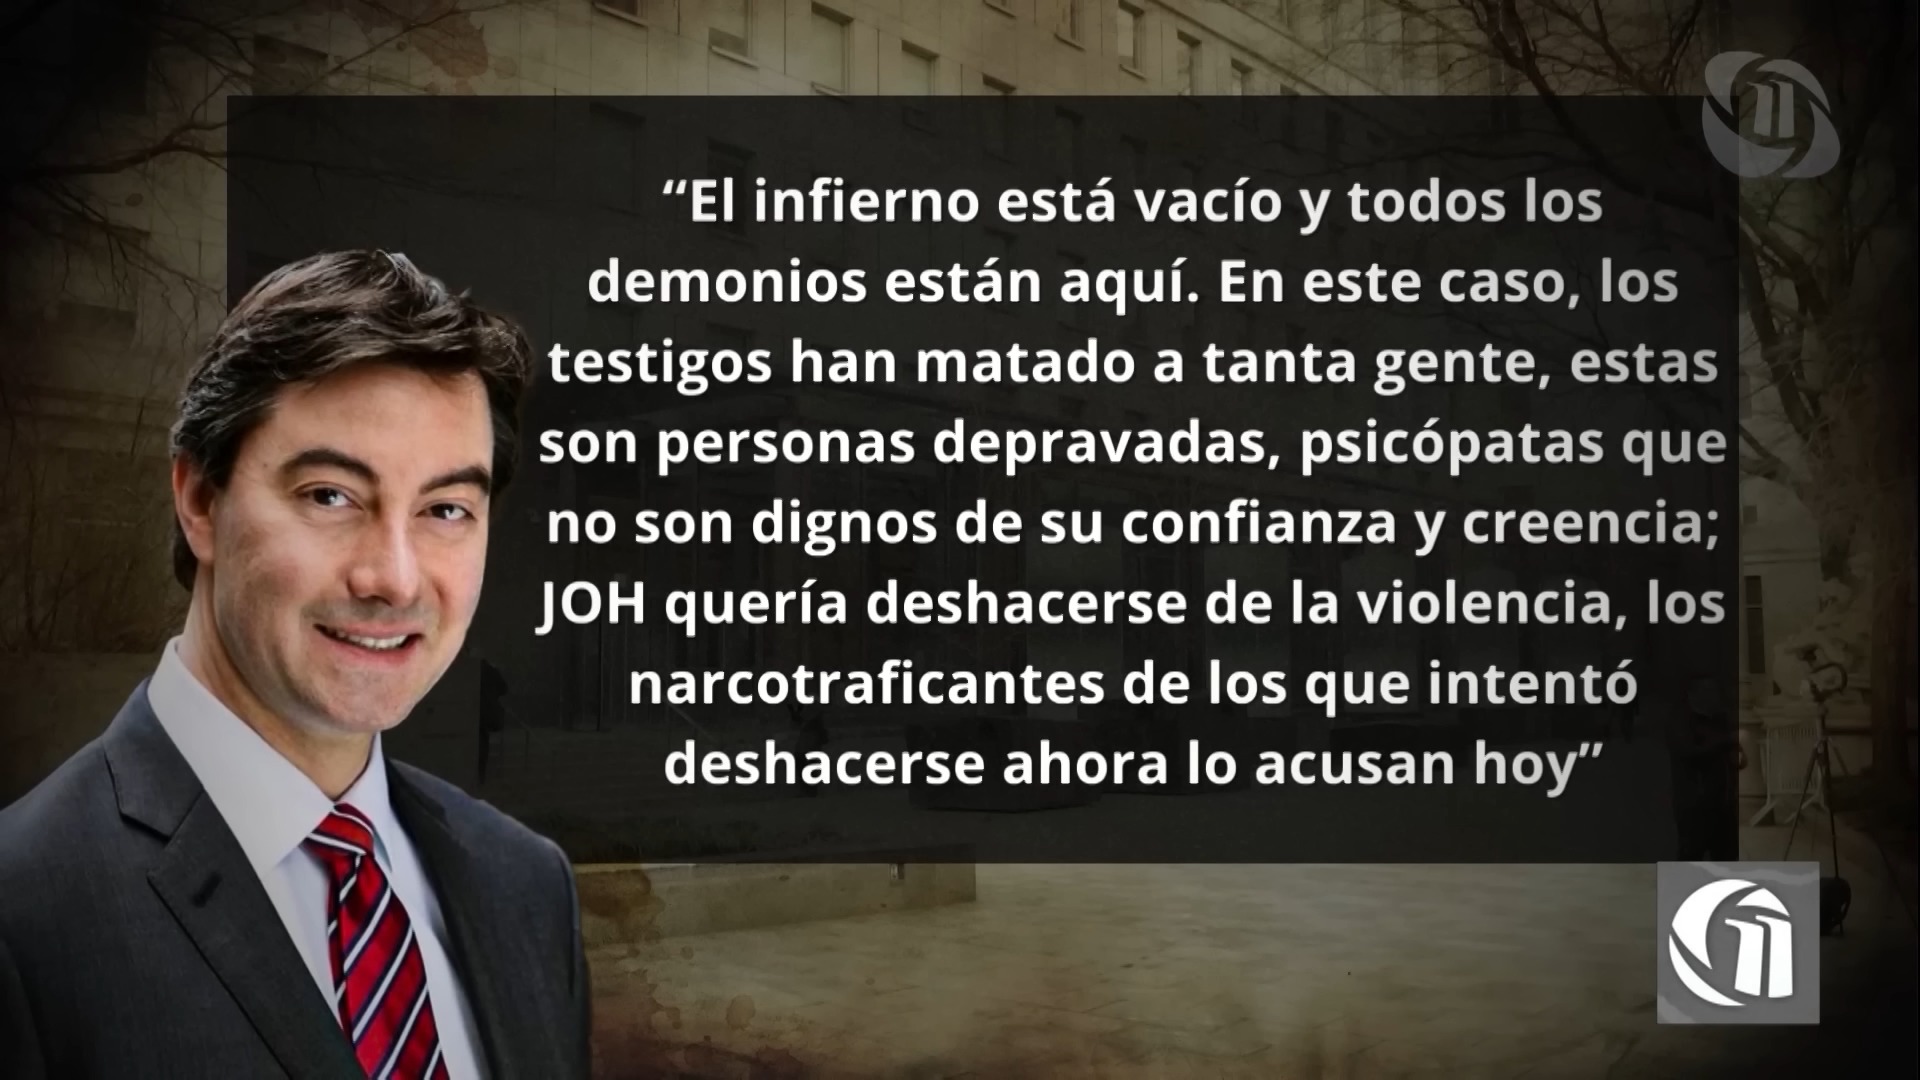 “El infierno está vacío y todos los
demonios están aquí. En este caso, los
testigos han matado a tanta gente, estas
son personas depravadas, psicópatas que
no son dignos de su confianza y creencia;
JOH quería deshacerse de la violencia, los
narcotraficantes de los que intentó
deshacerse ahora lo acusan hoy”